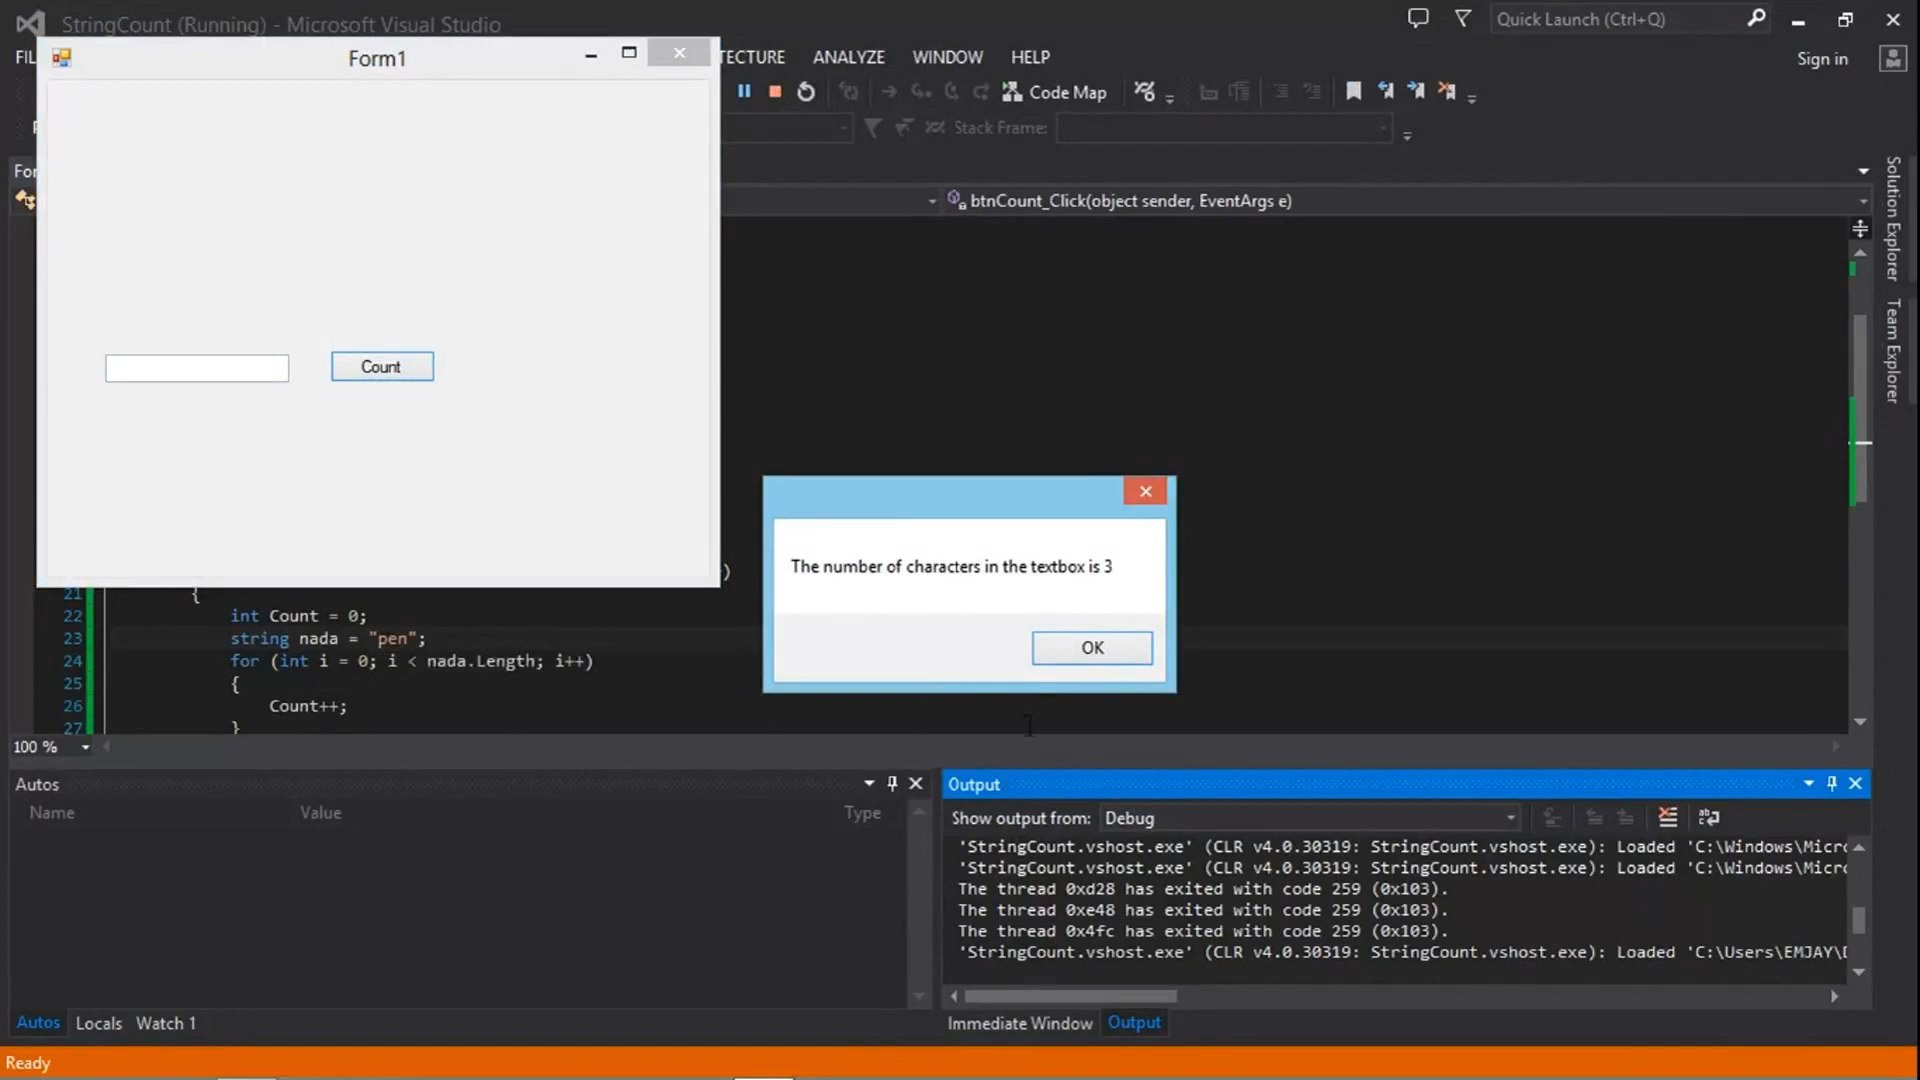 StringCount (Running) - Microsoft Visual Studio
Quick Launch (Ctrl+Q)
Form1
ANALYZE
WINDOW
HELP
Sign in
Code Map
Stack Frame:
btnCount_Click(object sender, EventArgs e)
Solution Explorer
Team Explorer
Count
The number of characters in the textbox is 3
OK
)
21 {
22 int Count = 0;
23 string nada = "pen";
24 for (int i = 0; i < nada.Length; i++)
25 {
26 Count++;
27 }
100 %
Autos
Name Value Type
Autos Locals Watch 1
Output
Show output from: Debug
'StringCount.vshost.exe' (CLR v4.0.30319: StringCount.vshost.exe): Loaded 'C:\Windows\Micro
'StringCount.vshost.exe' (CLR v4.0.30319: StringCount.vshost.exe): Loaded 'C:\Windows\Micro
The thread 0xd28 has exited with code 259 (0x103).
The thread 0xe48 has exited with code 259 (0x103).
The thread 0x4fc has exited with code 259 (0x103).
'StringCount.vshost.exe' (CLR v4.0.30319: StringCount.vshost.exe): Loaded 'C:\Users\EMJAY\
Immediate Window Output
Ready